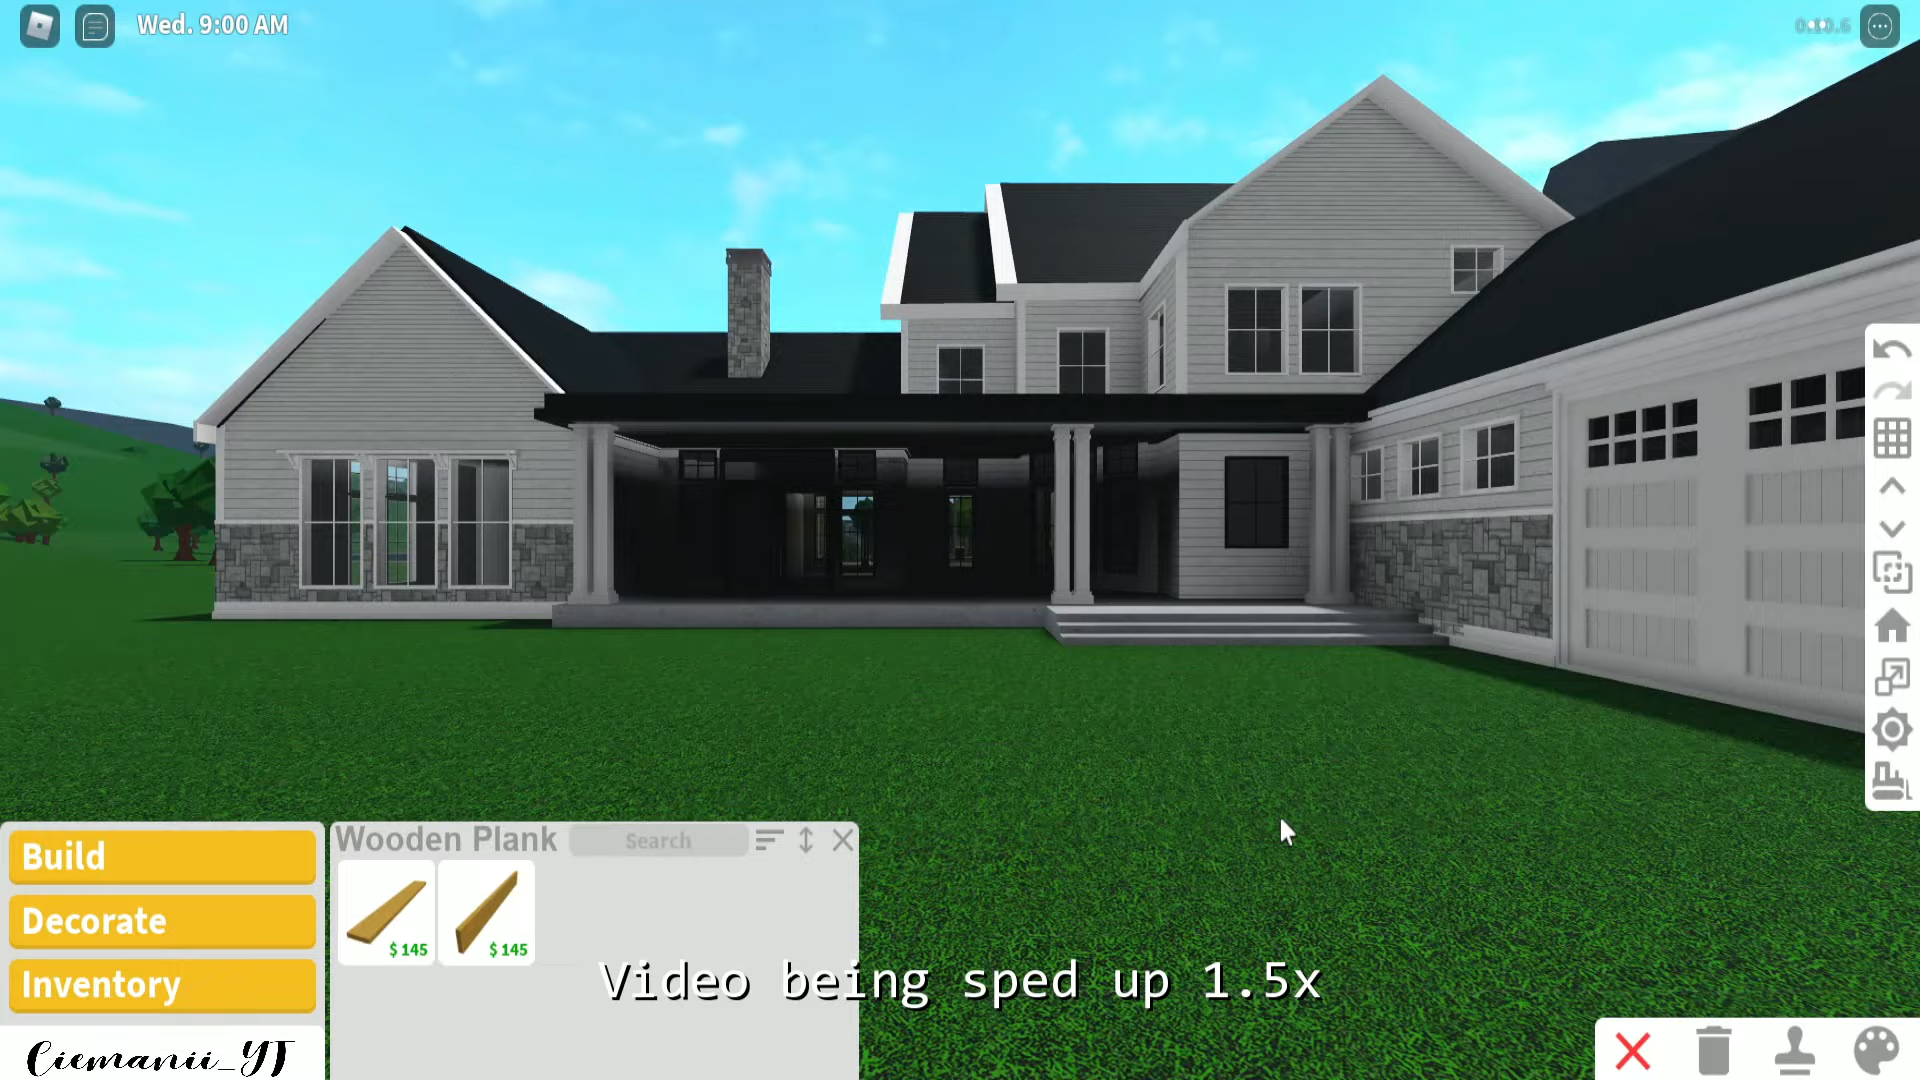 Wed. 9:00 AM
Build
Decorate
Inventory
Wooden Plank
Search
$ 145
$ 145
Video being sped up 1.5x
Ciemanii_YT